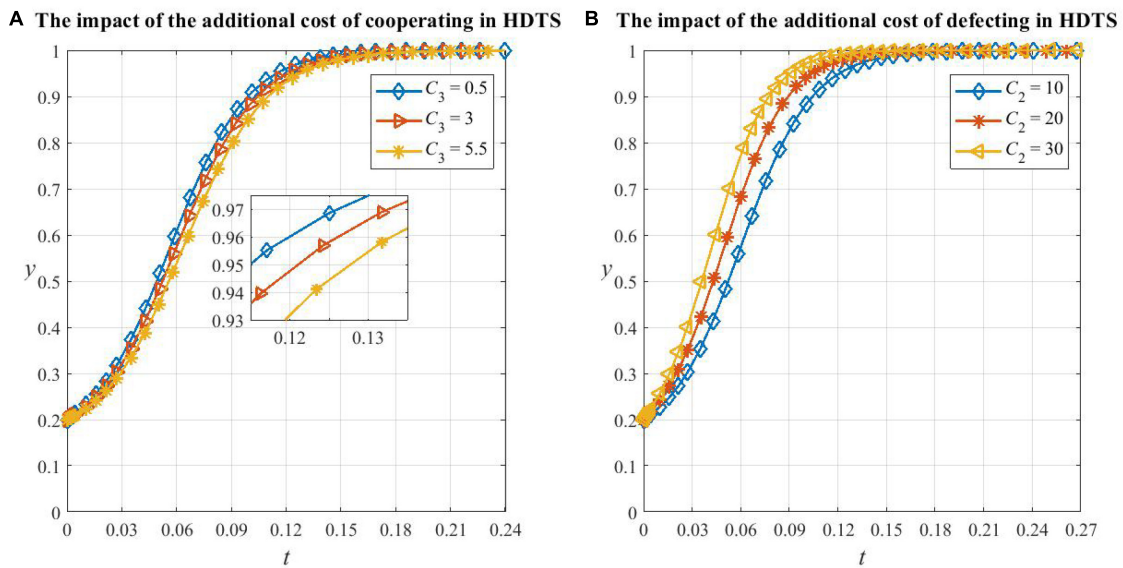 A The impact of the additional cost of cooperating in HDTS
1
0.9
0.8
0.7
0.6
0.5
0.4
0.3
0.2
0.1
0
y
C3 = 0.5
C3 = 3
C3 = 5.5
0.97
0.96
0.95
0.94
0.93
0.12 0.13
0 0.03 0.06 0.09 0.12 0.15 0.18 0.21 0.24
t
B The impact of the additional cost of defecting in HDTS
1
0.9
0.8
0.7
0.6
0.5
0.4
0.3
0.2
0.1
0
y
C2 = 10
C2 = 20
C2 = 30
0 0.03 0.06 0.09 0.12 0.15 0.18 0.21 0.24 0.27
t